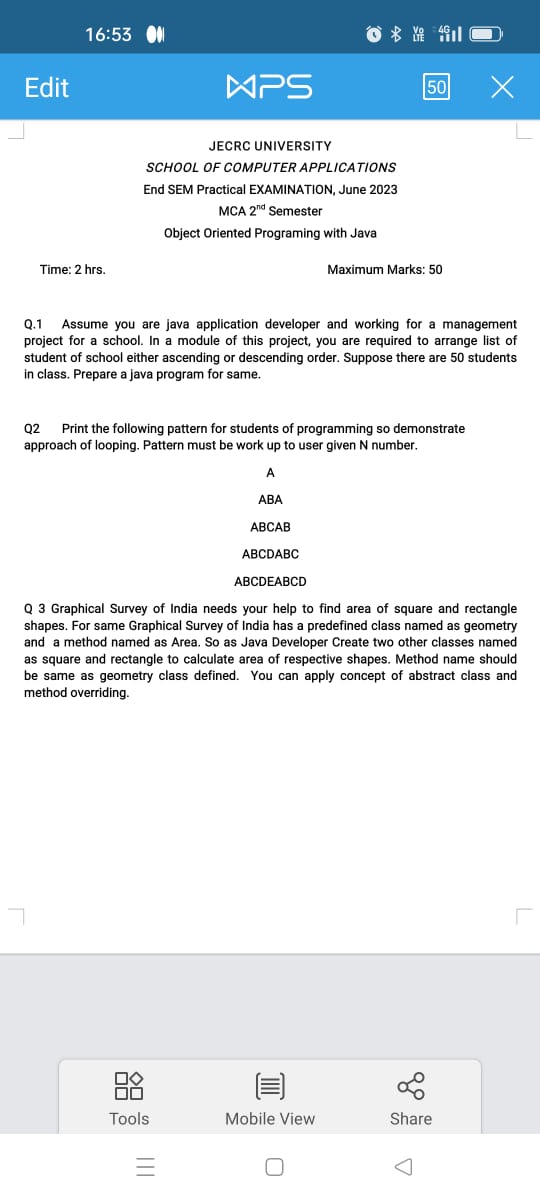 16:53
Vo LTE 4G
Edit
WPS
50
JECRC UNIVERSITY
SCHOOL OF COMPUTER APPLICATIONS
End SEM Practical EXAMINATION, June 2023
MCA 2nd Semester
Object Oriented Programing with Java
Time: 2 hrs. Maximum Marks: 50
Q.1 Assume you are java application developer and working for a management
project for a school. In a module of this project, you are required to arrange list of
student of school either ascending or descending order. Suppose there are 50 students
in class. Prepare a java program for same.
Q2 Print the following pattern for students of programming so demonstrate
approach of looping. Pattern must be work up to user given N number.
A
ABA
ABCAB
ABCDABC
ABCDEABCD
Q 3 Graphical Survey of India needs your help to find area of square and rectangle
shapes. For same Graphical Survey of India has a predefined class named as geometry
and a method named as Area. So as Java Developer Create two other classes named
as square and rectangle to calculate area of respective shapes. Method name should
be same as geometry class defined. You can apply concept of abstract class and
method overriding.
Tools Mobile View Share